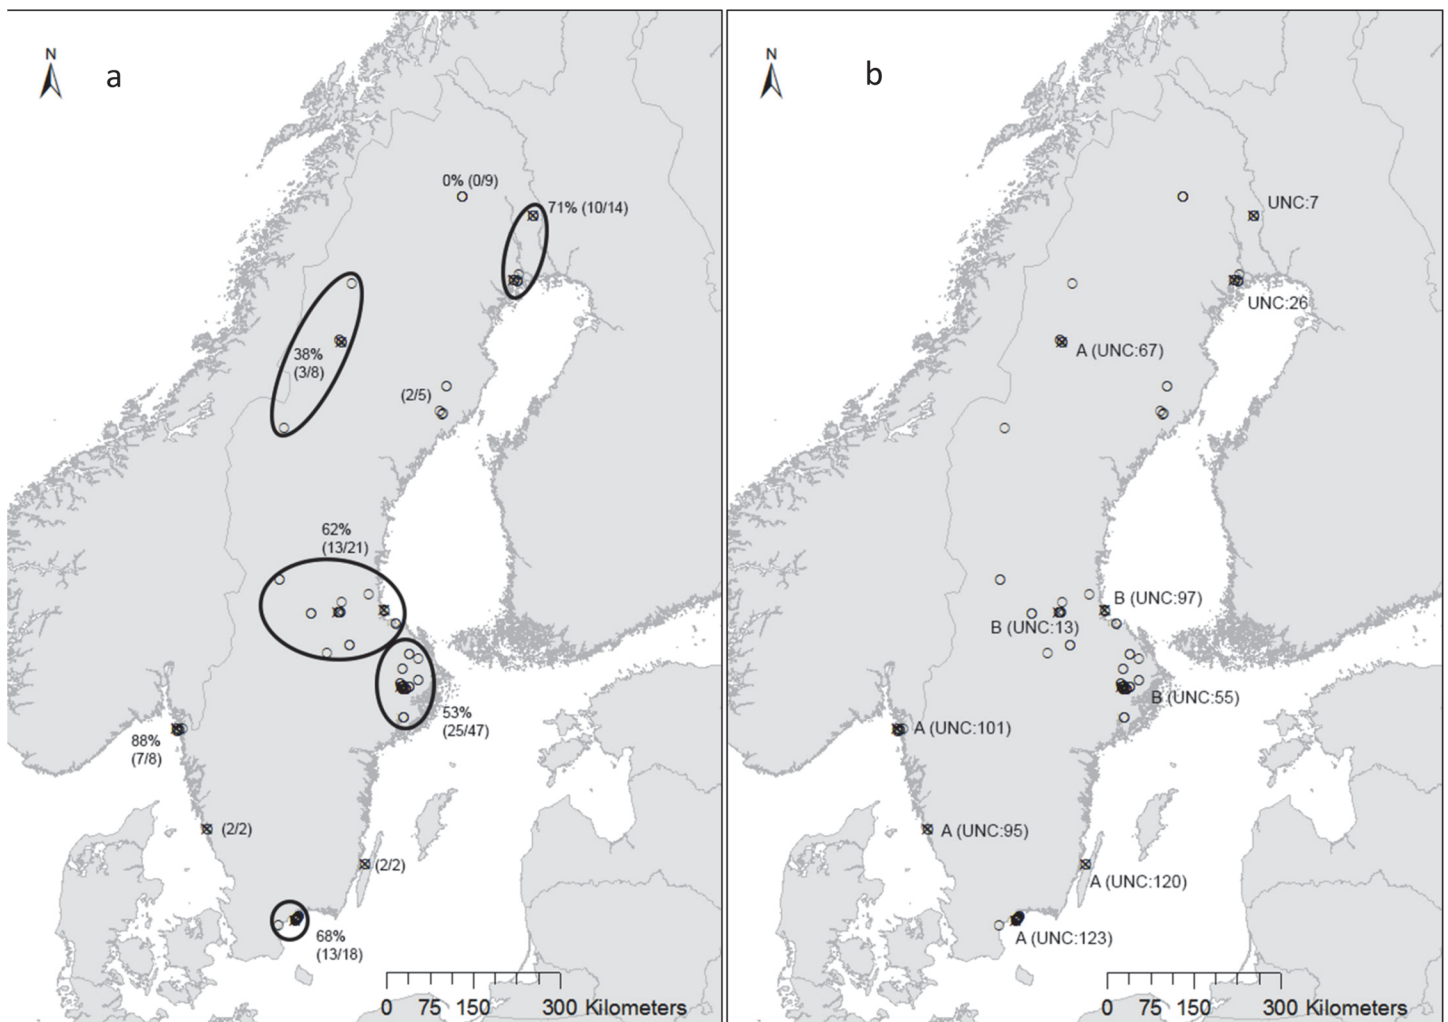 N
a
0% (0/9)
71% (10/14)
38%
(3/8)
(2/5)
62%
(13/21)
53%
(25/47)
88%
(7/8)
(2/2)
(2/2)
68%
(13/18)
0 75 150 300 Kilometers
N
b
UNC:7
UNC:26
A (UNC:67)
B (UNC:97)
B (UNC:13)
B (UNC:55)
A (UNC:101)
A (UNC:95)
A (UNC:120)
A (UNC:123)
0 75 150 300 Kilometers